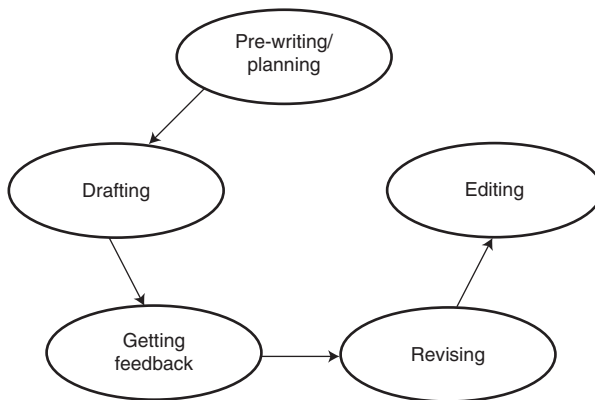 Pre-writing/
planning
Drafting
Editing
Getting
feedback
Revising